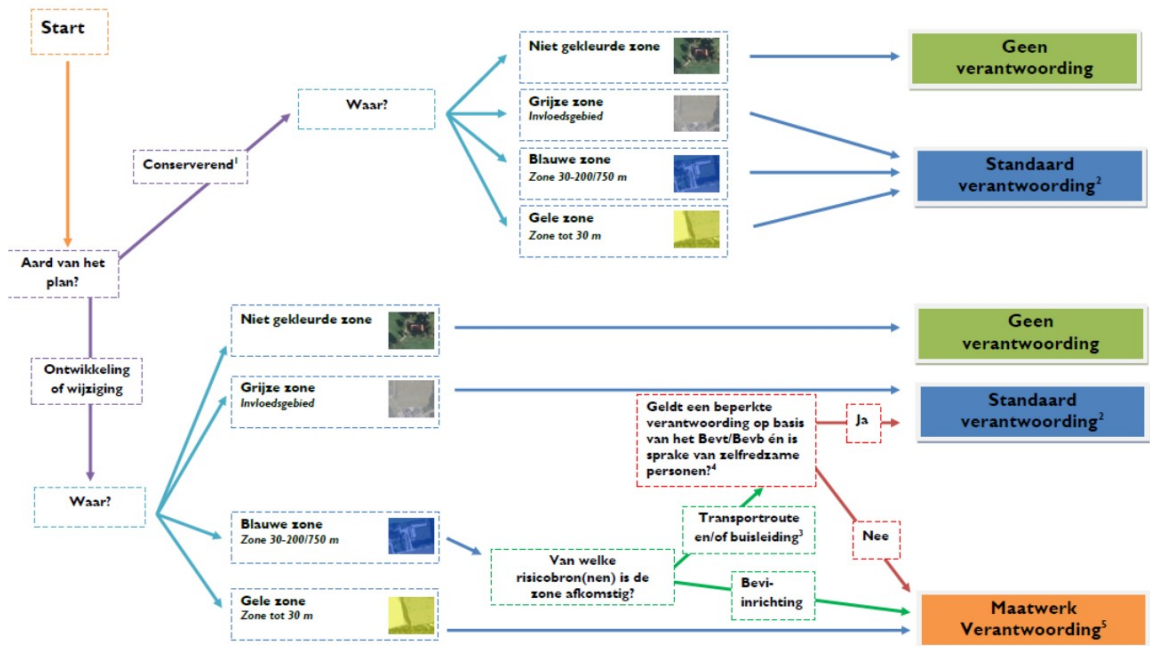 Start
Aard van het
plan?
Conserverend¹
Waar?
Niet gekleurde zone
Grijze zone
Invloedsgebied
Blauwe zone
Zone 30-200/750 m
Gele zone
Zone tot 30 m
Geen
verantwoording
Standaard
verantwoording²
Ontwikkeling
of wijziging
Waar?
Niet gekleurde zone
Grijze zone
Invloedsgebied
Blauwe zone
Zone 30-200/750 m
Gele zone
Zone tot 30 m
Van welke
risicobron(nen) is de
zone afkomstig?
Transportroute
en/of buisleiding³
Bevi-
inrichting
Geldt een beperkte
verantwoording op basis
van het Bevt/Bevb én is
sprake van zelfredzame
personen?⁴
Ja
Nee
Geen
verantwoording
Standaard
verantwoording²
Maatwerk
Verantwoording⁵